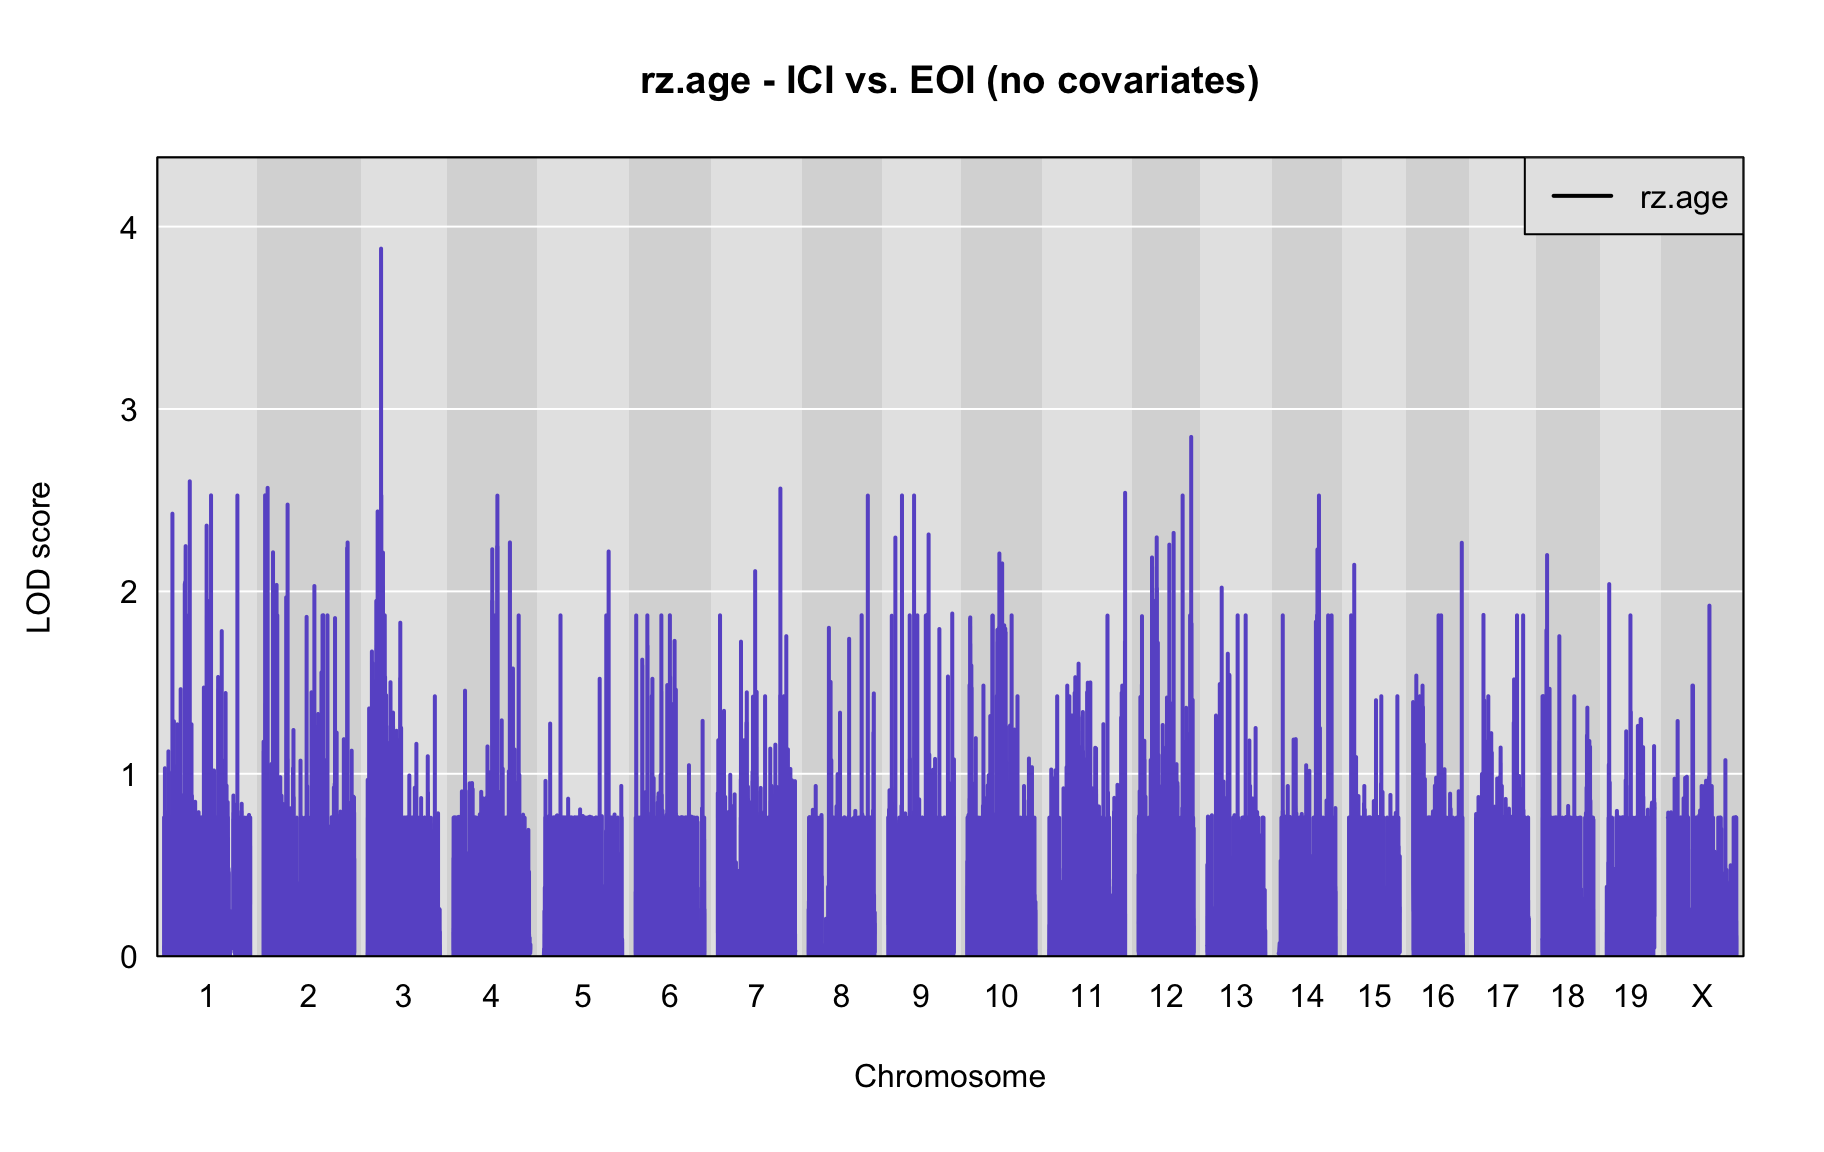 rz.age - ICI vs. EOI (no covariates)
rz.age
LOD score
4
3
2
1
0
1 2 3 4 5 6 7 8 9 10 11 12 13 14 15 16 17 18 19 X
Chromosome